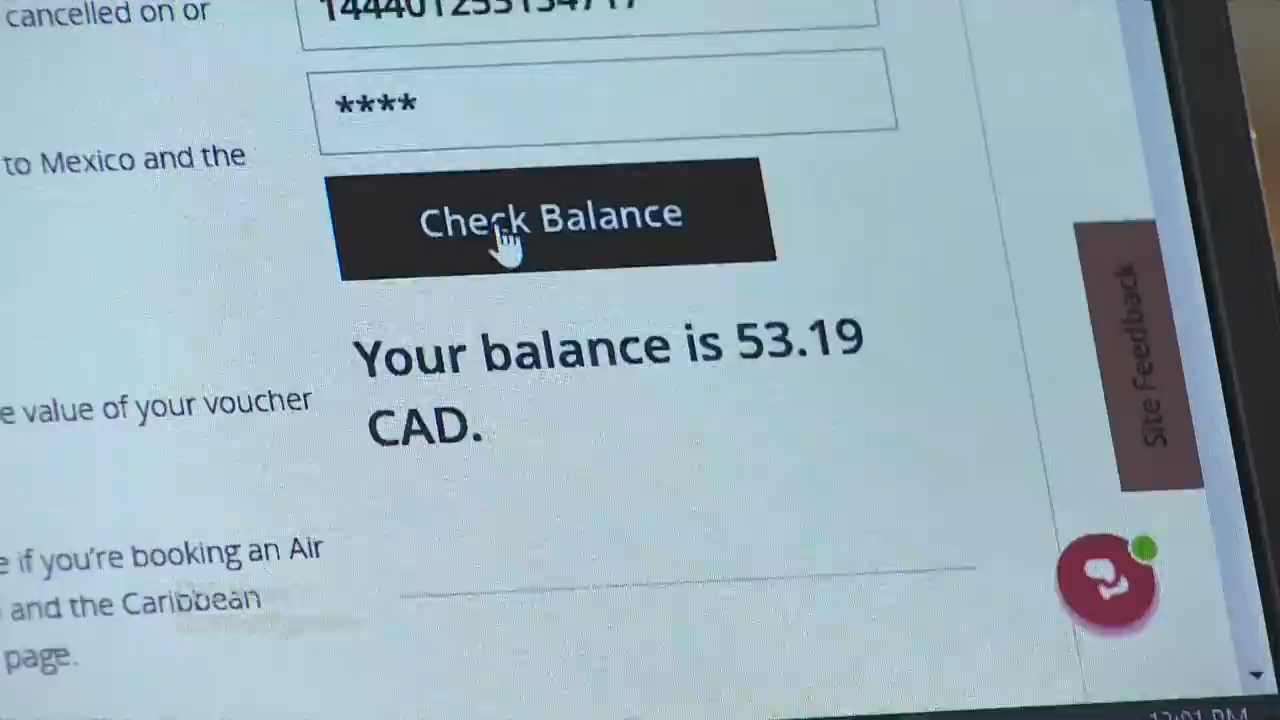 cancelled on or
****
to Mexico and the
Check Balance
Your balance is 53.19
CAD.
e value of your voucher
Site Feedback
e if you're booking an Air
and the Caribbean
page.